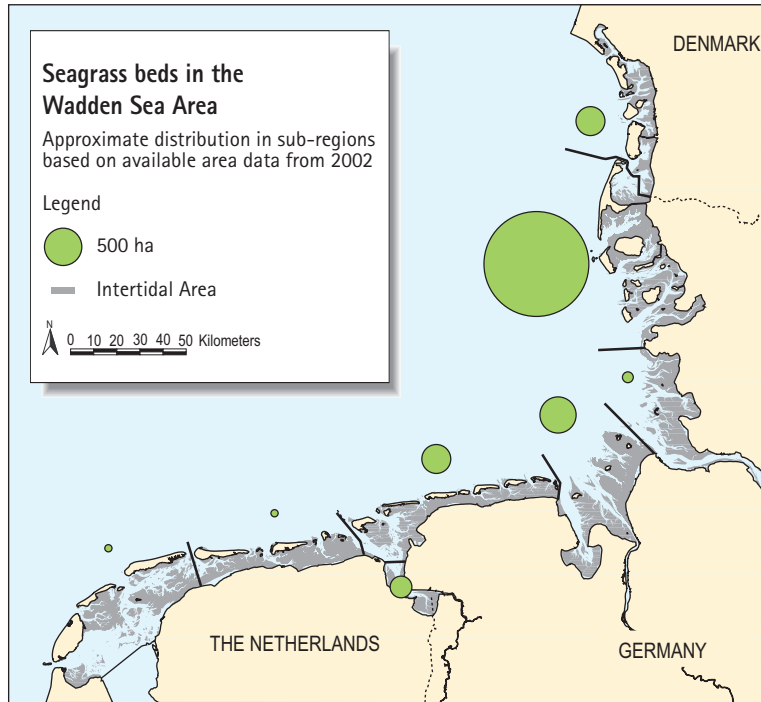 DENMARK
Seagrass beds in the
Wadden Sea Area
Approximate distribution in sub-regions
based on available area data from 2002
Legend
500 ha
Intertidal Area
N
0 10 20 30 40 50 Kilometers
THE NETHERLANDS
GERMANY